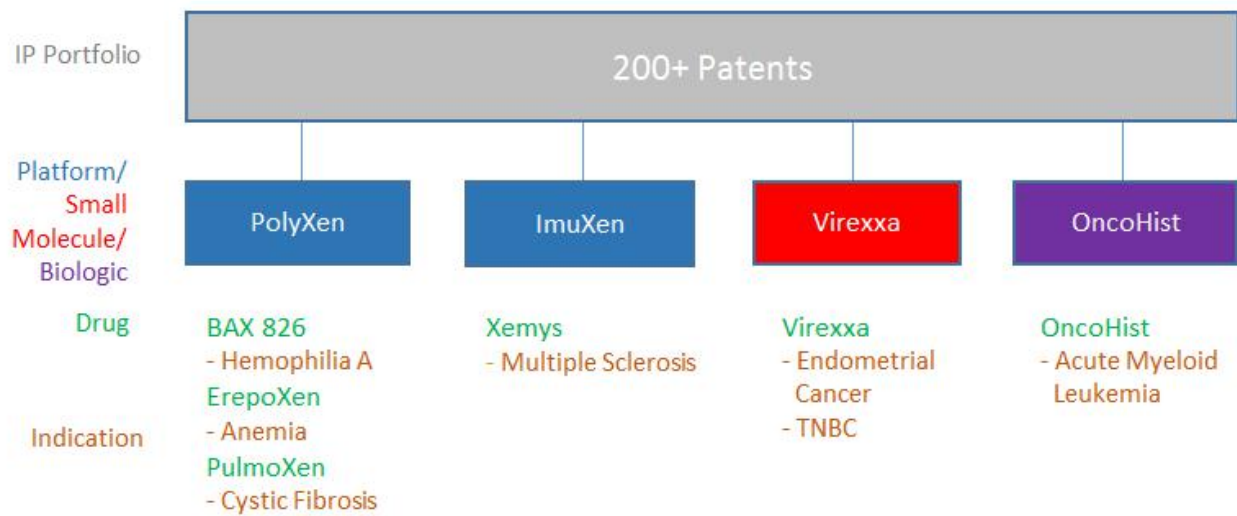 IP Portfolio
200+ Patents
Platform/
Small
Molecule/
Biologic
PolyXen
ImuXen
Virexxa
OncoHist
Drug
BAX 826
- Hemophilia A
ErepoXen
- Anemia
PulmoXen
- Cystic Fibrosis
Xemys
- Multiple Sclerosis
Virexxa
- Endometrial
Cancer
- TNBC
OncoHist
- Acute Myeloid
Leukemia
Indication